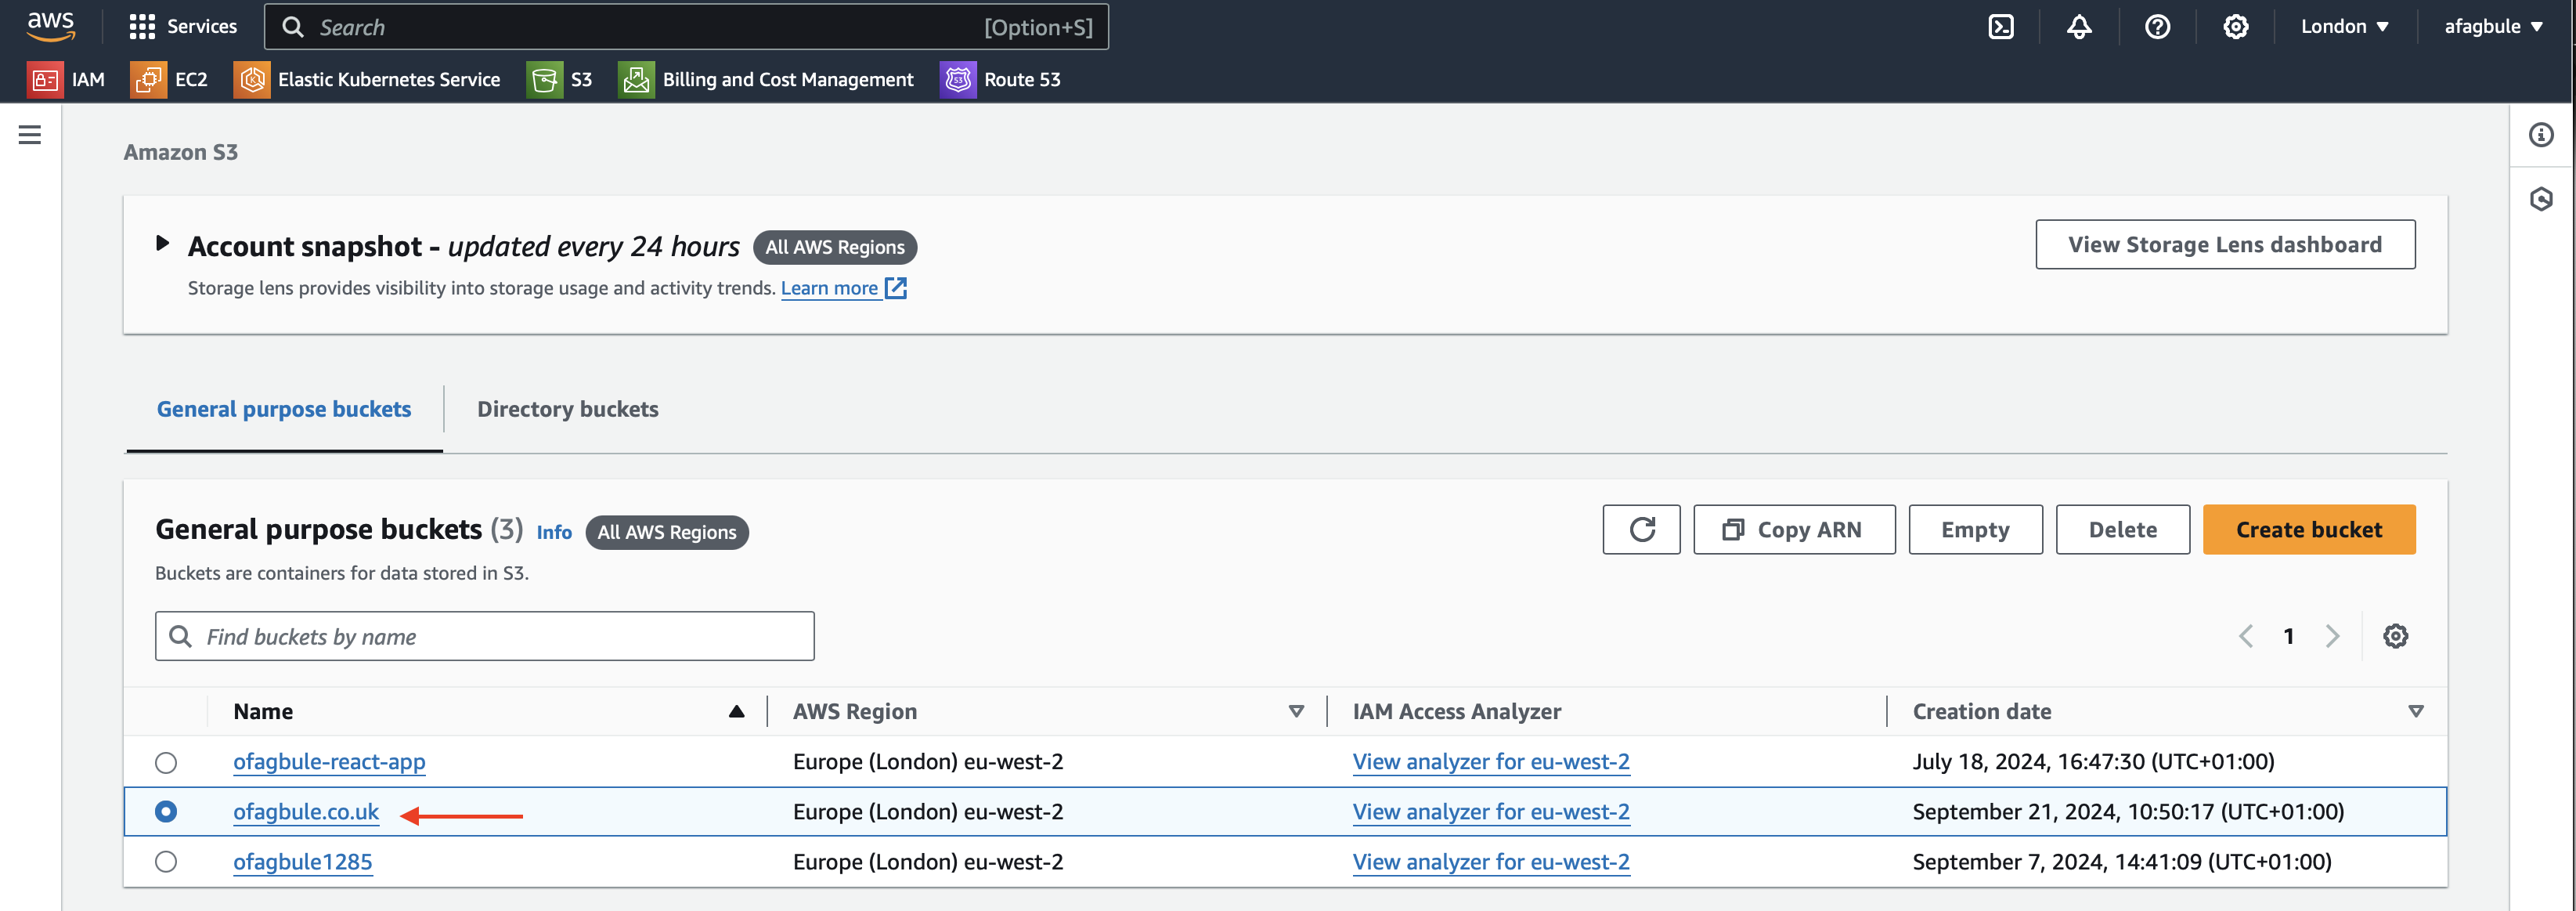 aws Services Search [Option+S] London afagbule
IAM EC2 Elastic Kubernetes Service S3 Billing and Cost Management 53 Route 53
Amazon S3
Account snapshot - updated every 24 hours All AWS Regions View Storage Lens dashboard
Storage lens provides visibility into storage usage and activity trends. Learn more
General purpose buckets Directory buckets
General purpose buckets (3) Info All AWS Regions Copy ARN Empty Delete Create bucket
Buckets are containers for data stored in S3.
Find buckets by name 1
Name AWS Region IAM Access Analyzer Creation date
ofagbule-react-app Europe (London) eu-west-2 View analyzer for eu-west-2 July 18, 2024, 16:47:30 (UTC+01:00)
ofagbule.co.uk Europe (London) eu-west-2 View analyzer for eu-west-2 September 21, 2024, 10:50:17 (UTC+01:00)
ofagbule1285 Europe (London) eu-west-2 View analyzer for eu-west-2 September 7, 2024, 14:41:09 (UTC+01:00)